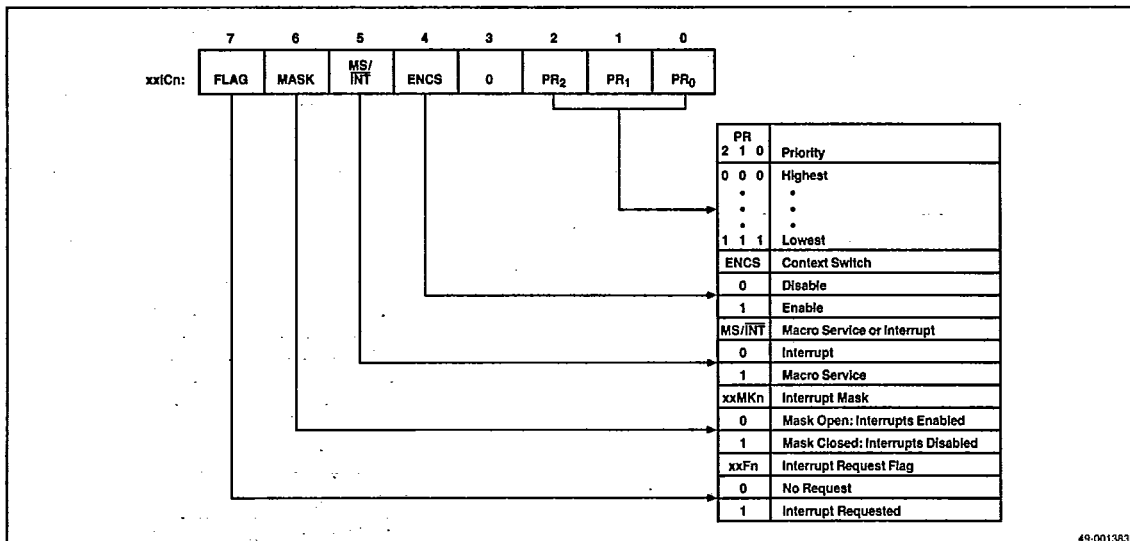 7 6 5 4 3 2 1 0
xxICn: FLAG MASK MS/INT ENCS 0 PR2 PR1 PR0
PR
2 1 0 Priority
0 0 0 Highest
• •
• •
• •
1 1 1 Lowest
ENCS Context Switch
0 Disable
1 Enable
MS/INT Macro Service or Interrupt
0 Interrupt
1 Macro Service
xxMKn Interrupt Mask
0 Mask Open: Interrupts Enabled
1 Mask Closed: Interrupts Disabled
xxFn Interrupt Request Flag
0 No Request
1 Interrupt Requested
49-001383